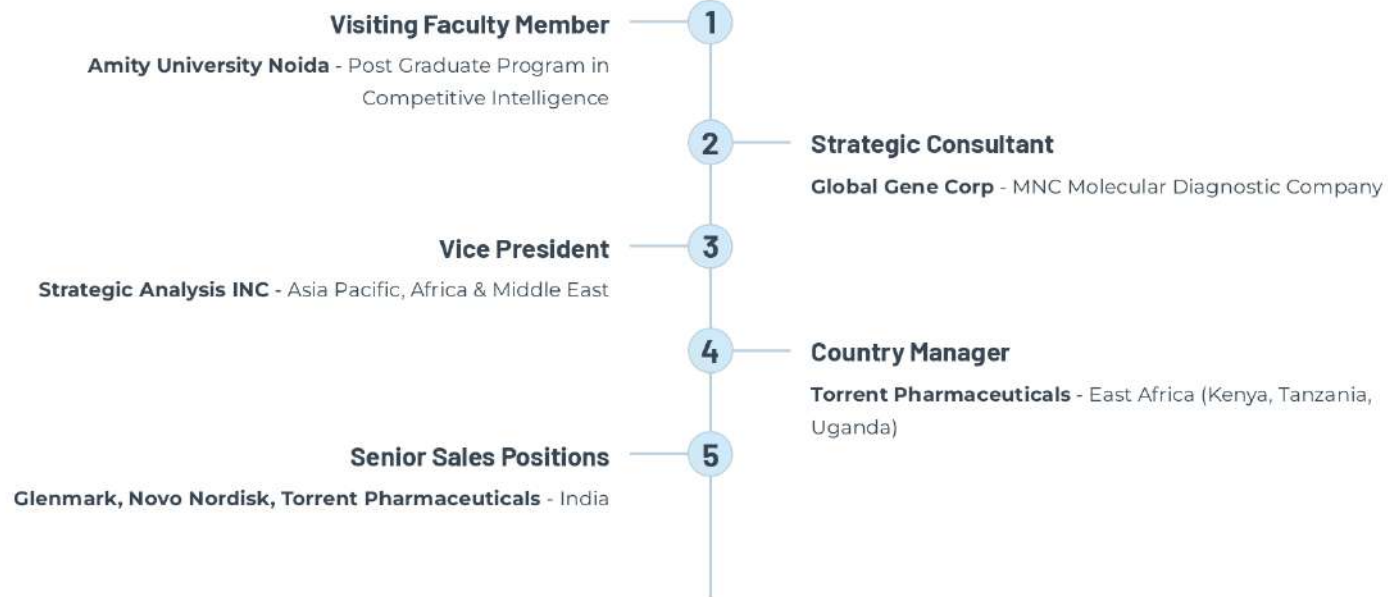 Visiting Faculty Member
1
Amity University Noida - Post Graduate Program in
Competitive Intelligence
2
Strategic Consultant
Global Gene Corp - MNC Molecular Diagnostic Company
Vice President
3
Strategic Analysis INC - Asia Pacific, Africa & Middle East
4
Country Manager
Torrent Pharmaceuticals - East Africa (Kenya, Tanzania,
Uganda)
Senior Sales Positions
5
Glenmark, Novo Nordisk, Torrent Pharmaceuticals - India